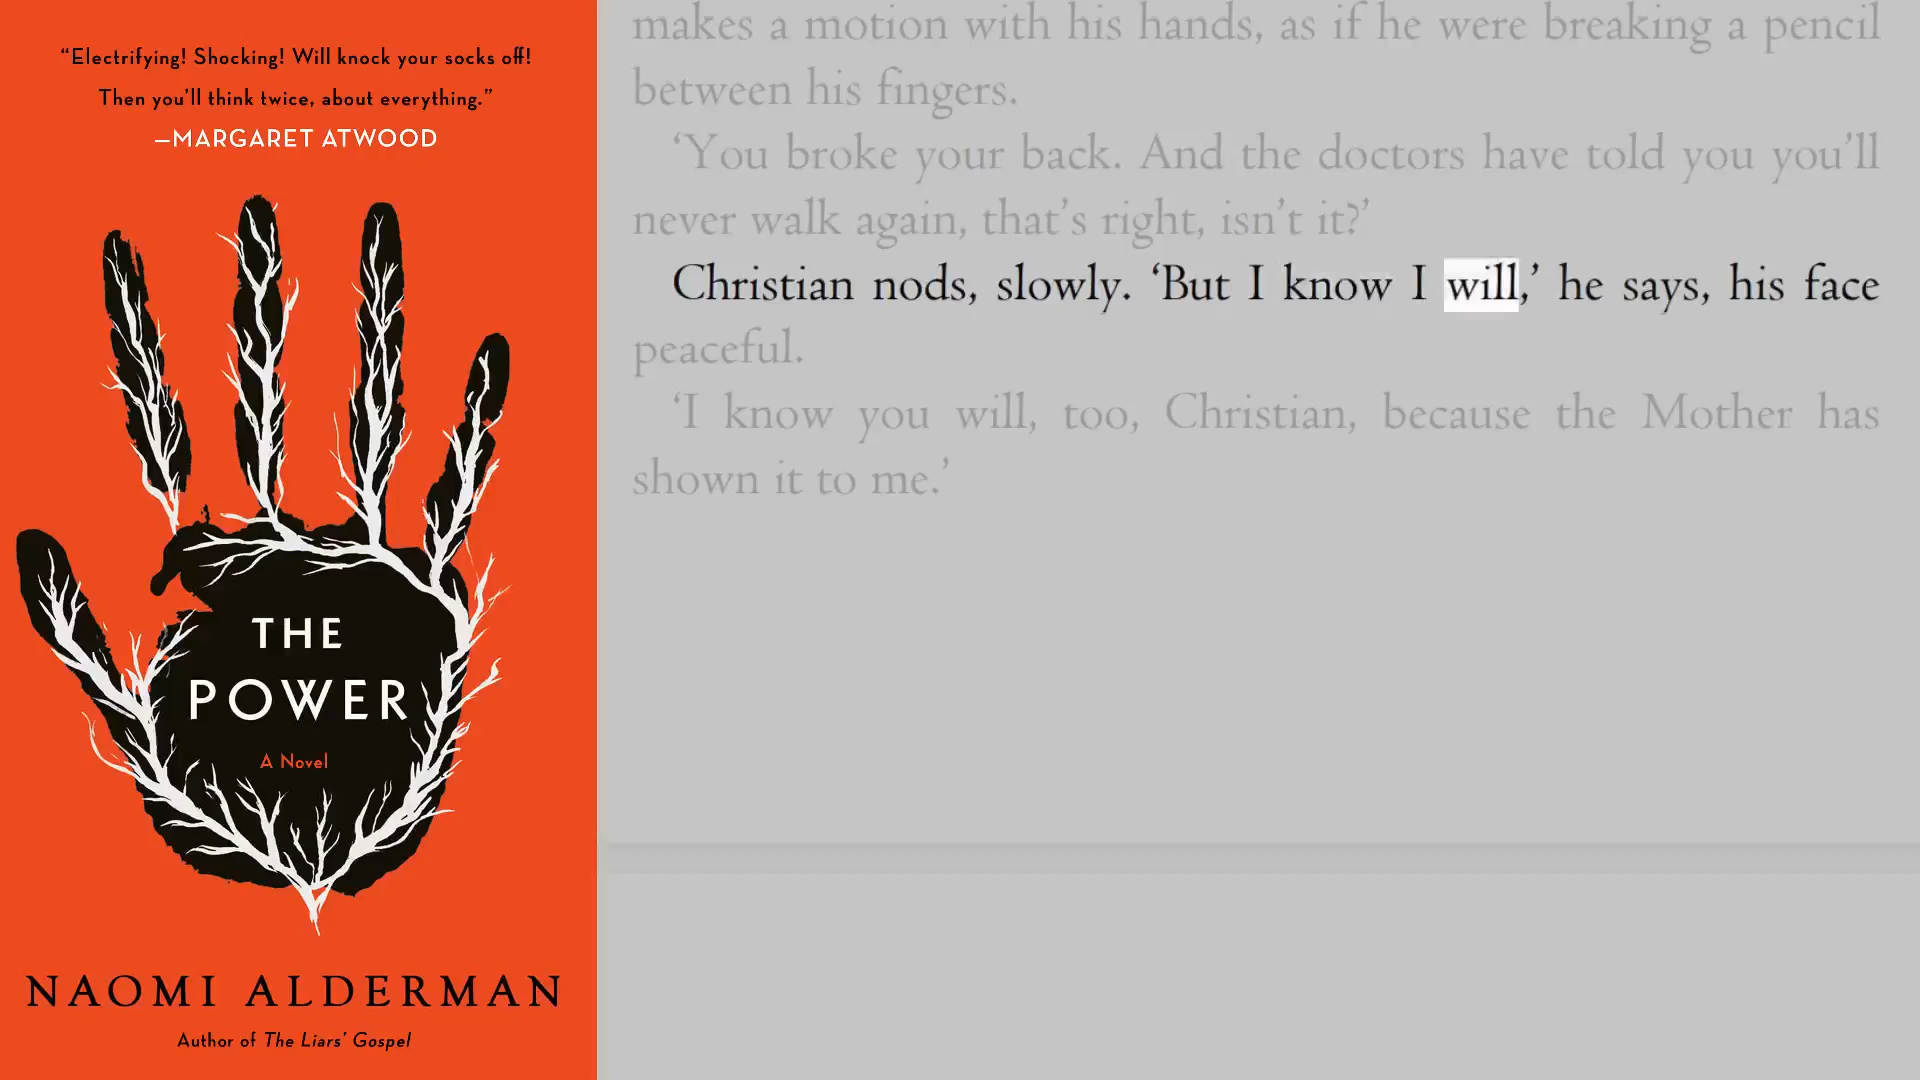 “Electrifying! Shocking! Will knock your socks off!
Then you’ll think twice, about everything.”
—MARGARET ATWOOD
THE
POWER
A Novel
NAOMI ALDERMAN
Author of The Liars’ Gospel
makes a motion with his hands, as if he were breaking a pencil
between his fingers.
‘You broke your back. And the doctors have told you you’ll
never walk again, that’s right, isn’t it?’
Christian nods, slowly. ‘But I know I will,’ he says, his face
peaceful.
‘I know you will, too, Christian, because the Mother has
shown it to me.’